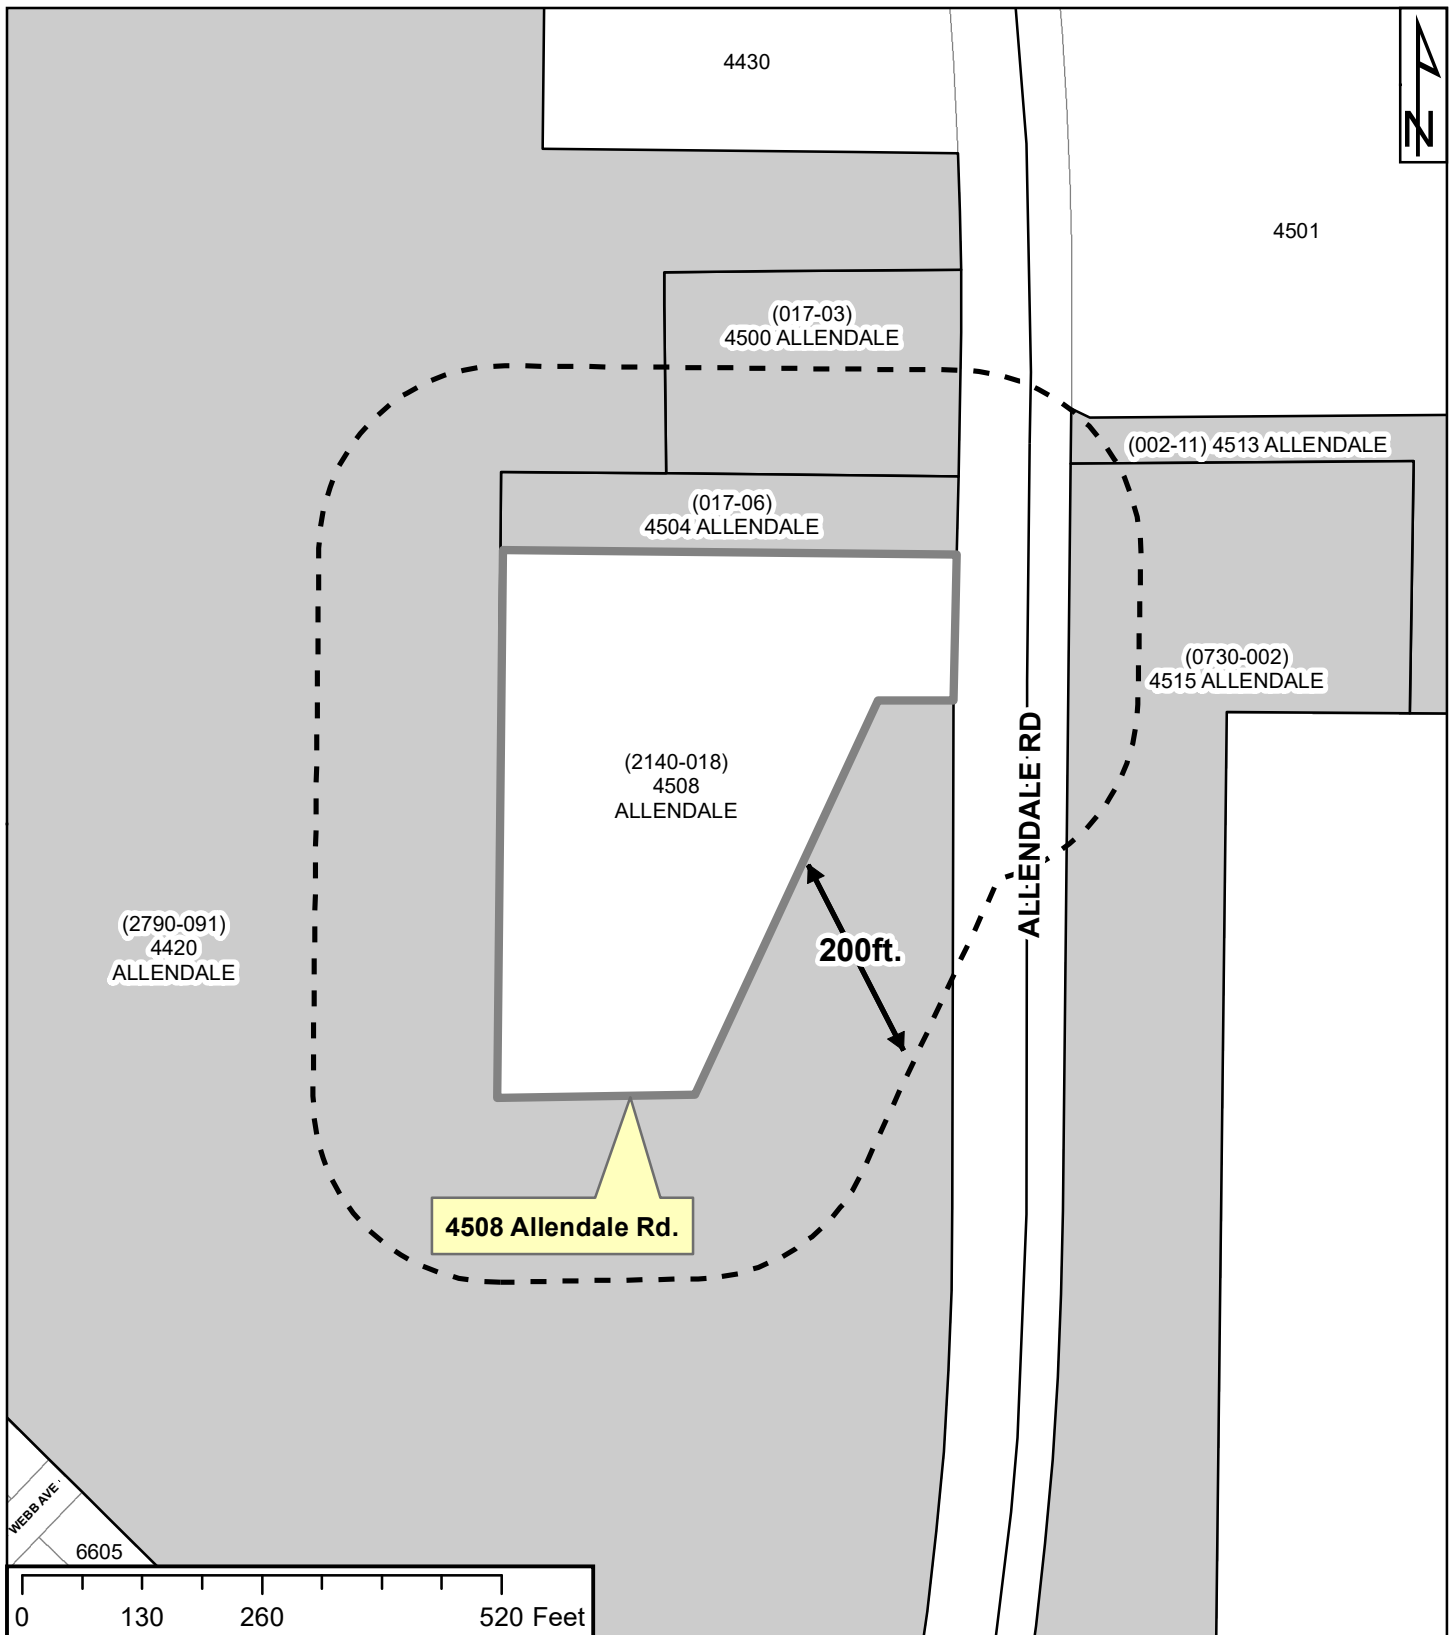 4430
N
4501
(017-03)
4500 ALLENDALE
(002-11) 4513 ALLENDALE
(017-06)
4504 ALLENDALE
(0730-002)
4515 ALLENDALE
ALLENDALE RD
(2140-018)
4508
ALLENDALE
(2790-091)
4420
ALLENDALE
200ft.
4508 Allendale Rd.
WEBB AVE
6605
0 130 260 520 Feet